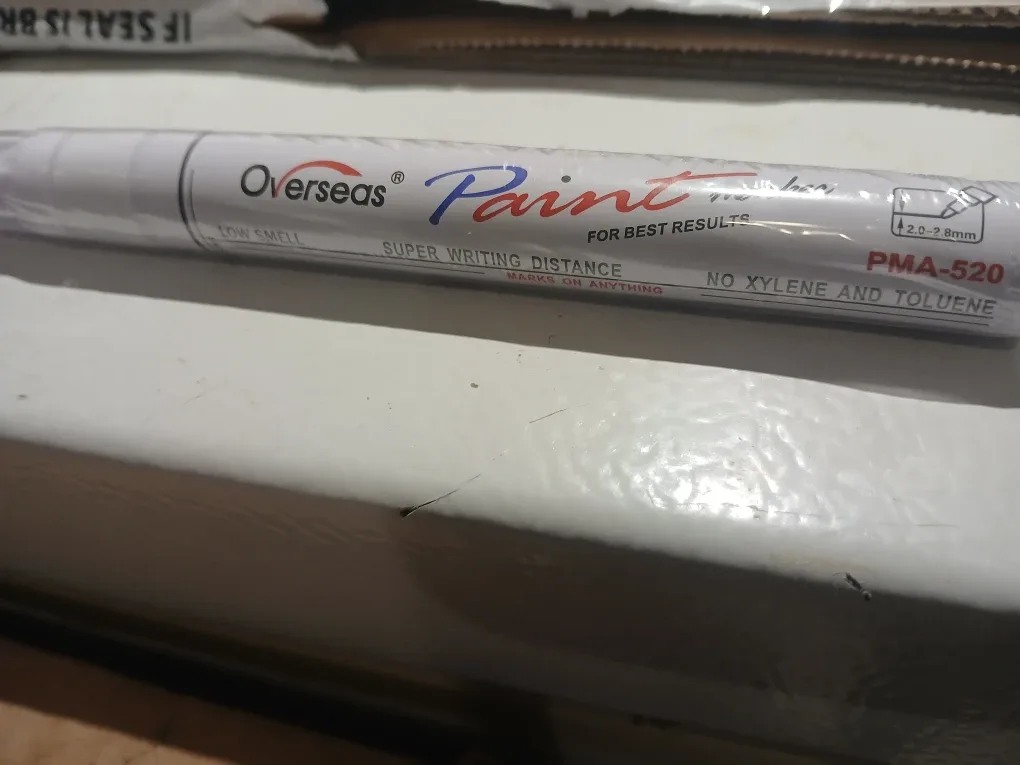 IF SEAL IS BR
Overseas® Paint Marker
2.0-2.8mm
FOR BEST RESULTS
PMA-520
LOW SMELL
SUPER WRITING DISTANCE
MARKS ON ANYTHING
NO XYLENE AND TOLUENE